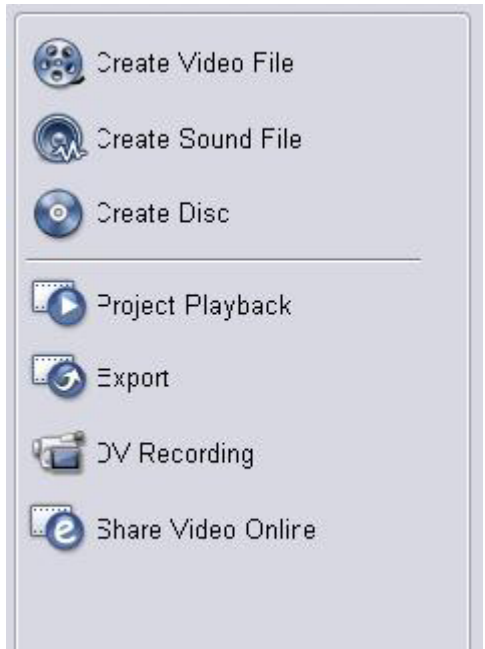 Create Video File
Create Sound File
Create Disc
Project Playback
Export
DV Recording
Share Video Online